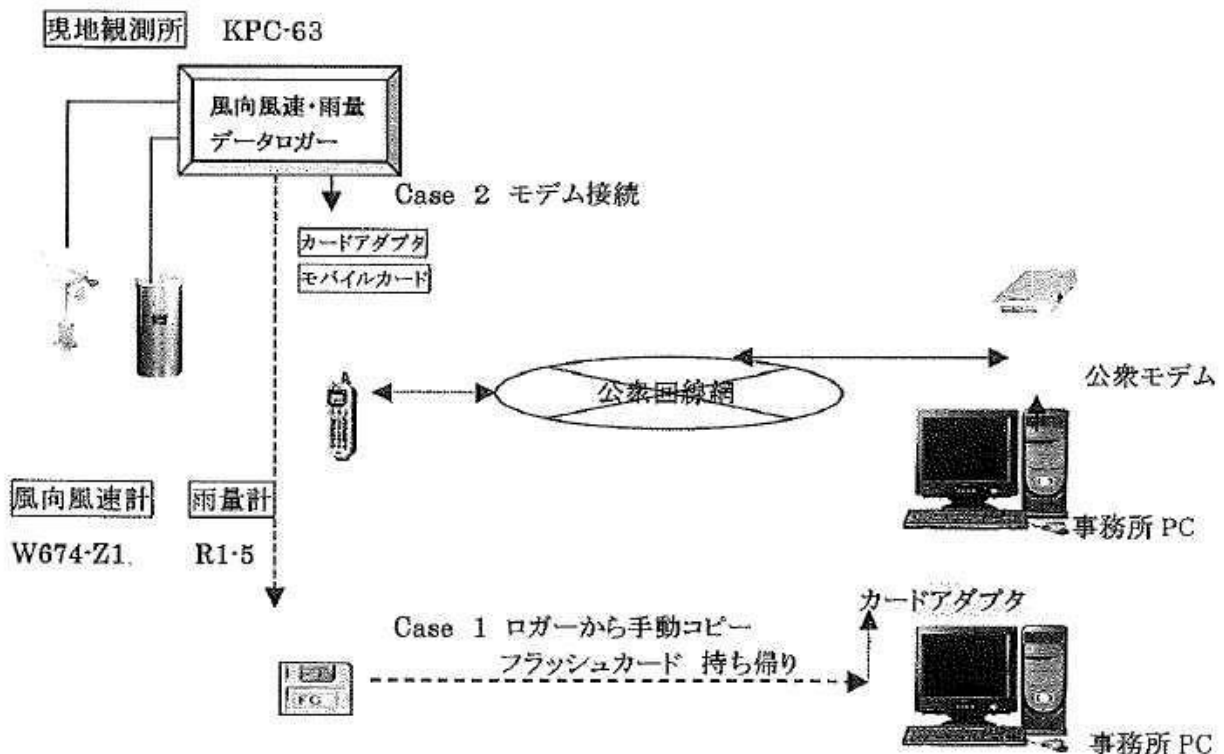 現地観測所 KPC-63
風向風速・雨量
データロガー
Case 2 モデム接続
カードアダプタ
モバイルカード
公衆回線網
公衆モデム
風向風速計 雨量計
事務所 PC
W674-Z1. R1-5
カードアダプタ
Case 1 ロガーから手動コピー
フラッシュカード 持ち帰り
事務所 PC